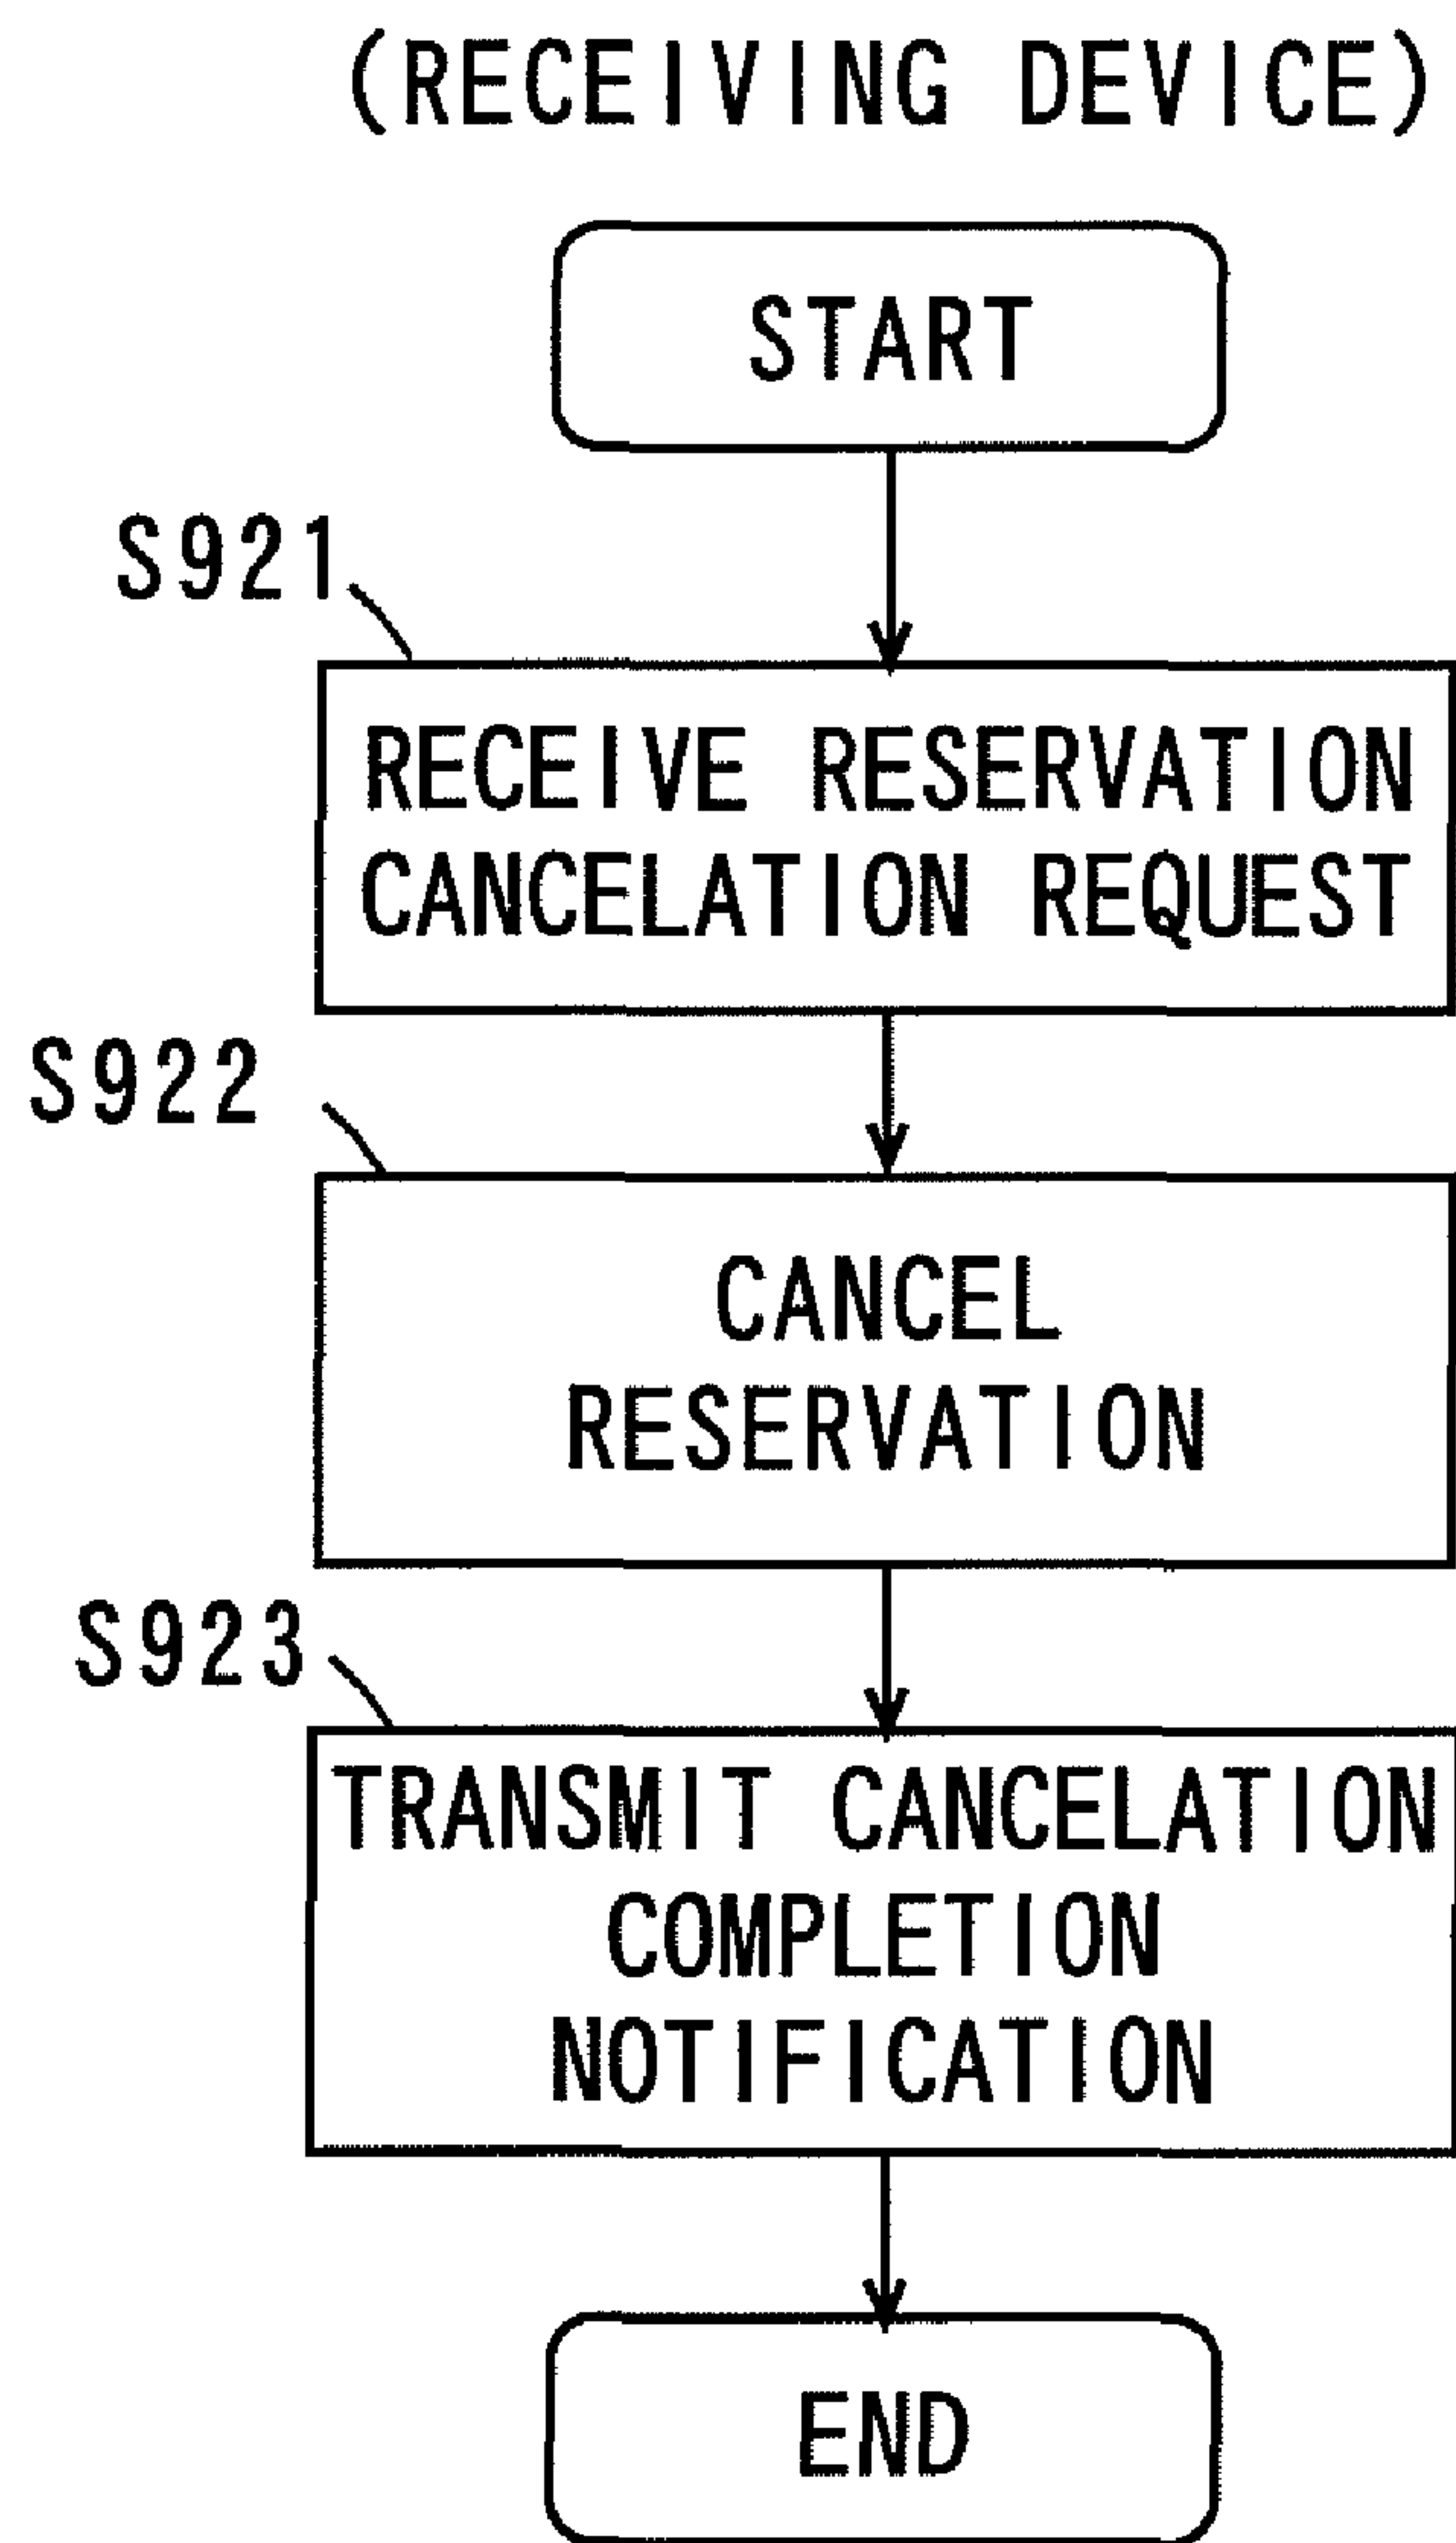 (RECEIVING DEVICE)
START
S921
RECEIVE RESERVATION
CANCELATION REQUEST
S922
CANCEL
RESERVATION
S923
TRANSMIT CANCELATION
COMPLETION
NOTIFICATION
END